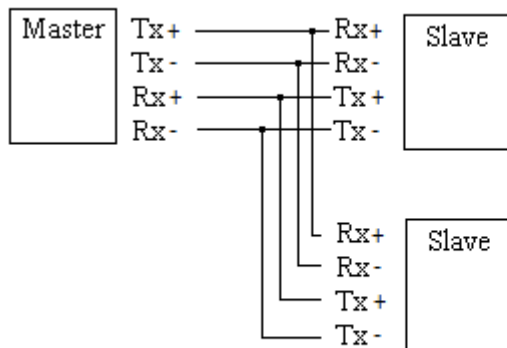 Master Tx+ Rx+ Slave
Tx- Rx-
Rx+ Tx+
Rx- Tx-
Rx+ Slave
Rx-
Tx+
Tx-